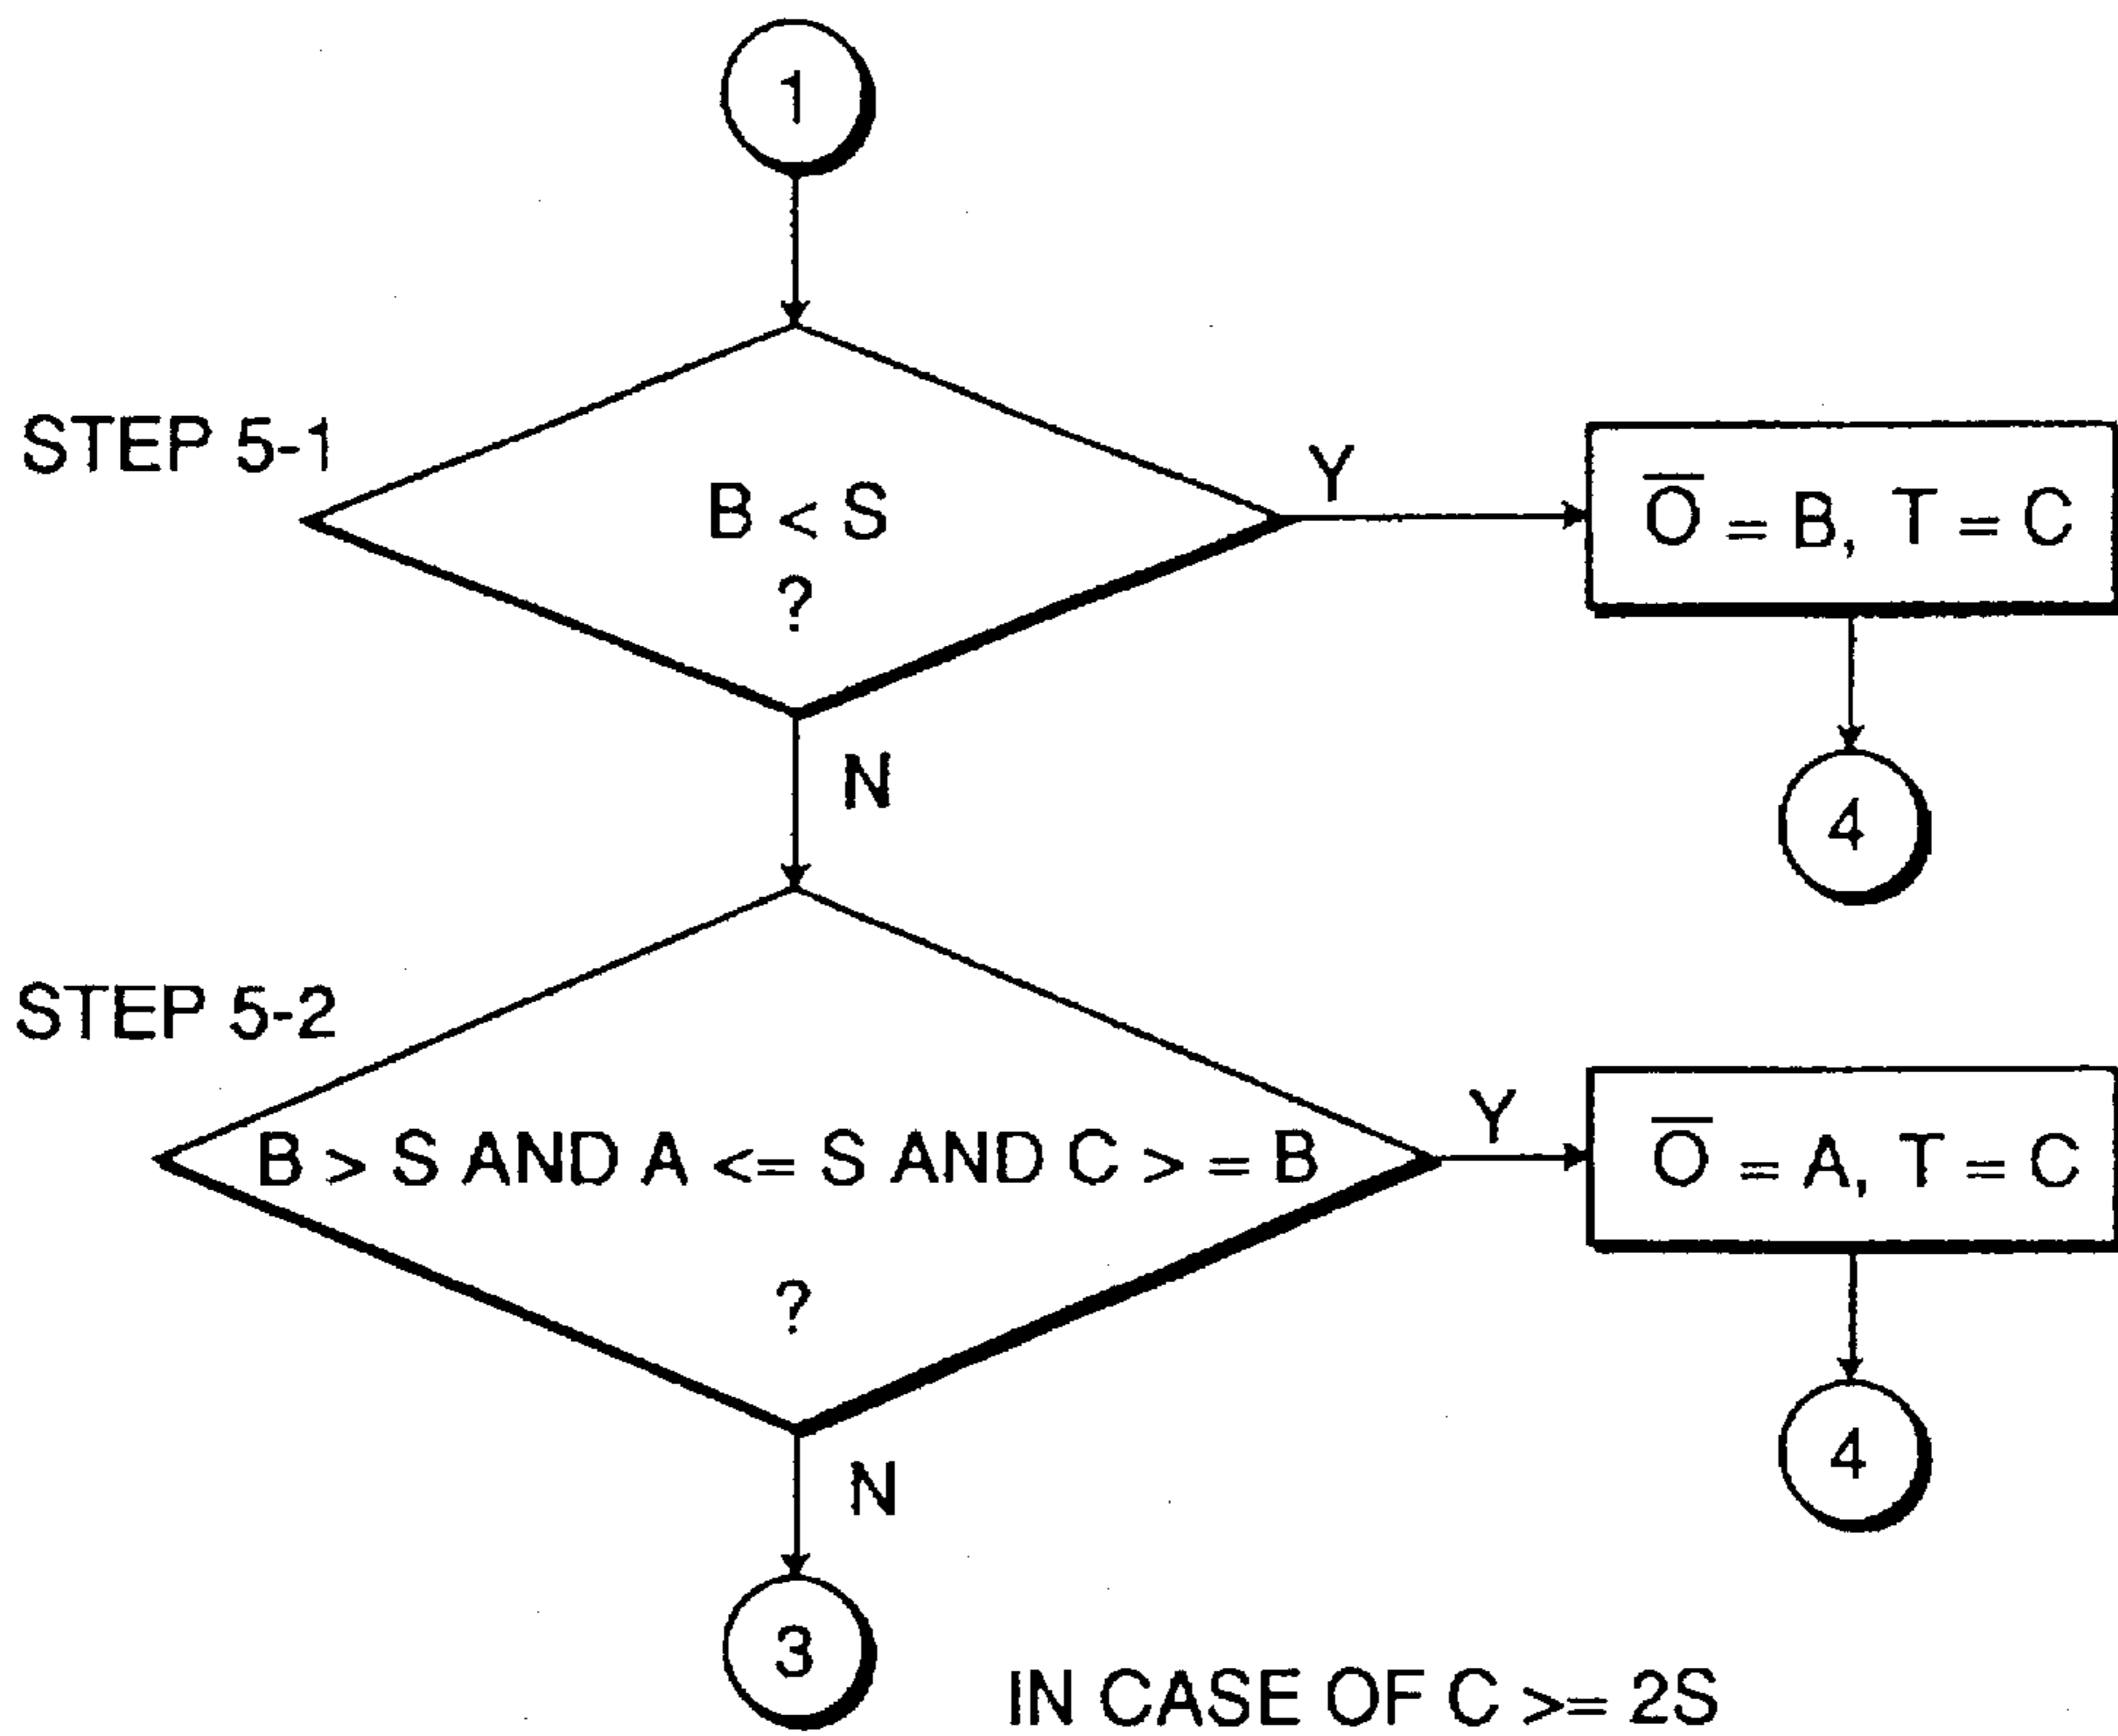 1
STEP 5-1
B < S
?
Y
O̅ = B, T = C
N
4
STEP 5-2
B > S AND A <= S AND C >= B
?
Y
O̅ = A, T = C
4
N
3
IN CASE OF C >= 2S